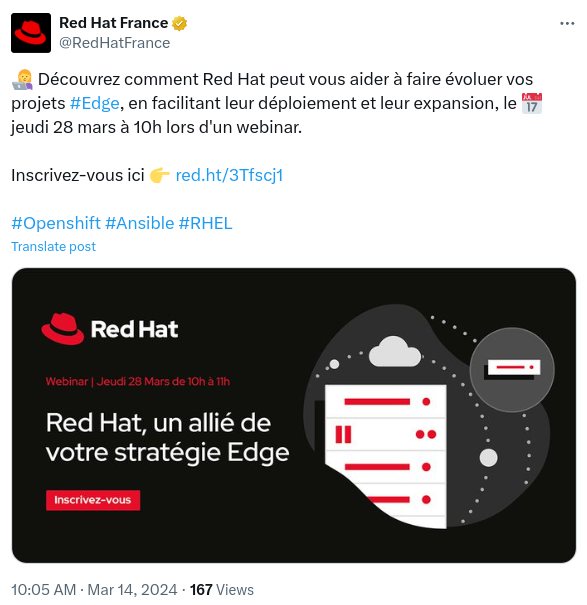 Red Hat France
@RedHatFrance
Découvrez comment Red Hat peut vous aider à faire évoluer vos
projets #Edge, en facilitant leur déploiement et leur expansion, le
jeudi 28 mars à 10h lors d'un webinar.
Inscrivez-vous ici 👉 red.ht/3Tfscj1
#Openshift #Ansible #RHEL
Translate post
Red Hat
Webinar | Jeudi 28 Mars de 10h à 11h
Red Hat, un allié de
votre stratégie Edge
Inscrivez-vous
10:05 AM · Mar 14, 2024 · 167 Views